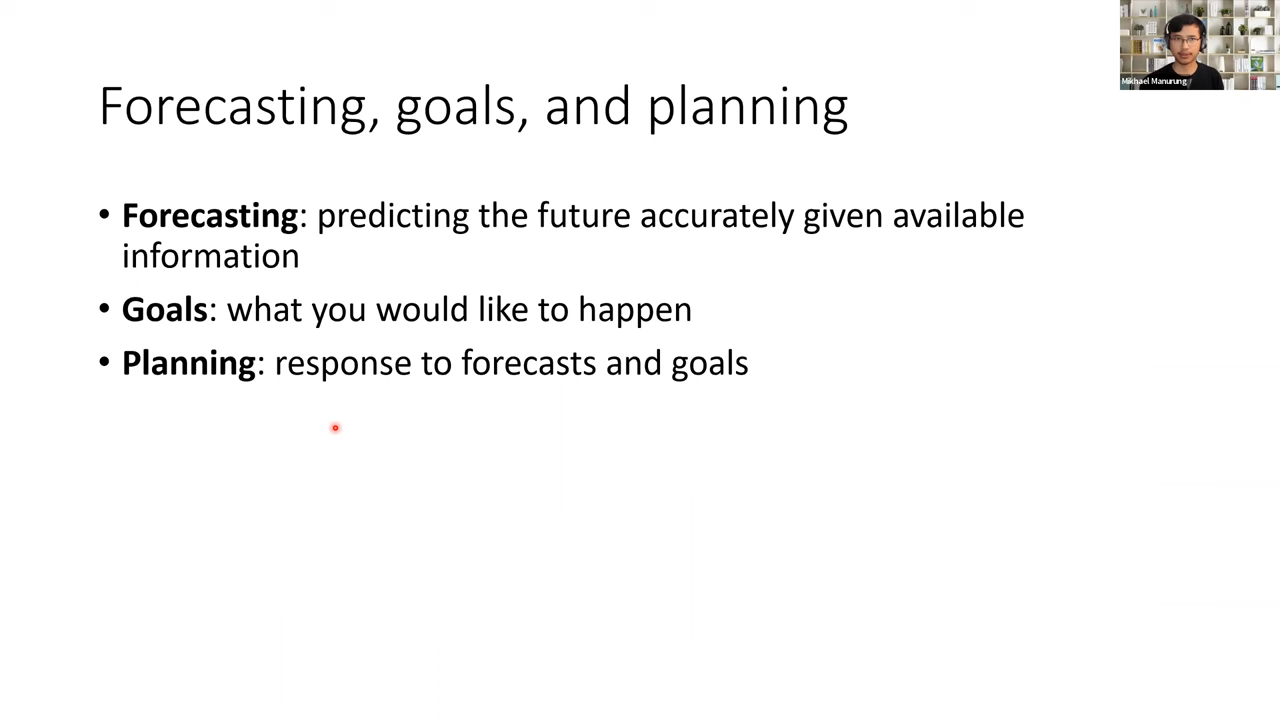 Mikhael Manurung
Forecasting, goals, and planning
• Forecasting: predicting the future accurately given available
information
• Goals: what you would like to happen
• Planning: response to forecasts and goals